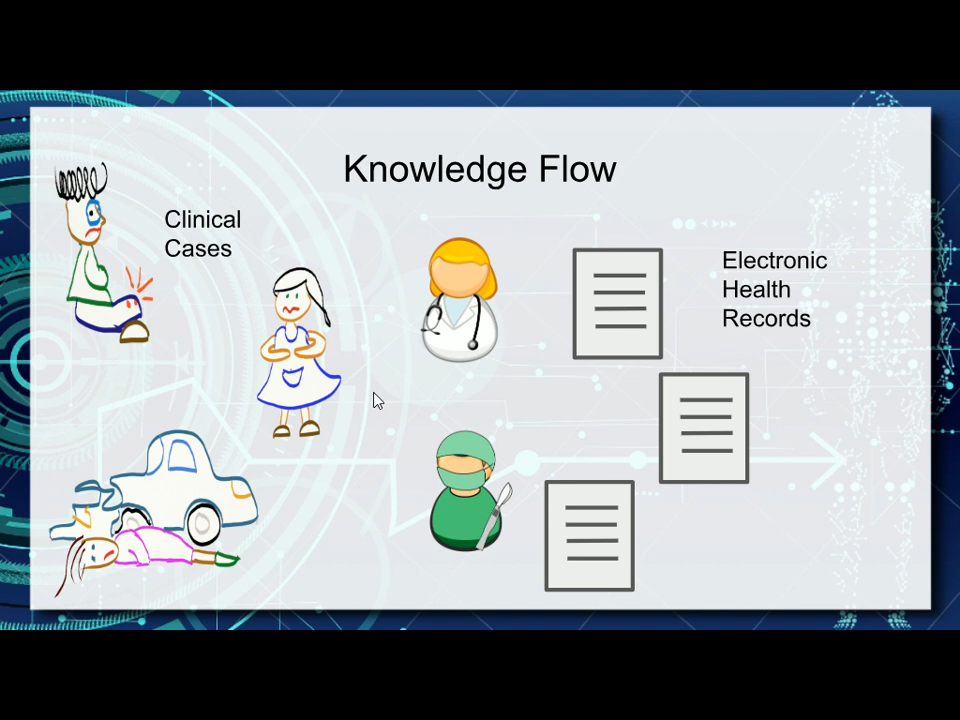 Knowledge Flow
Clinical
Cases
Electronic
Health
Records